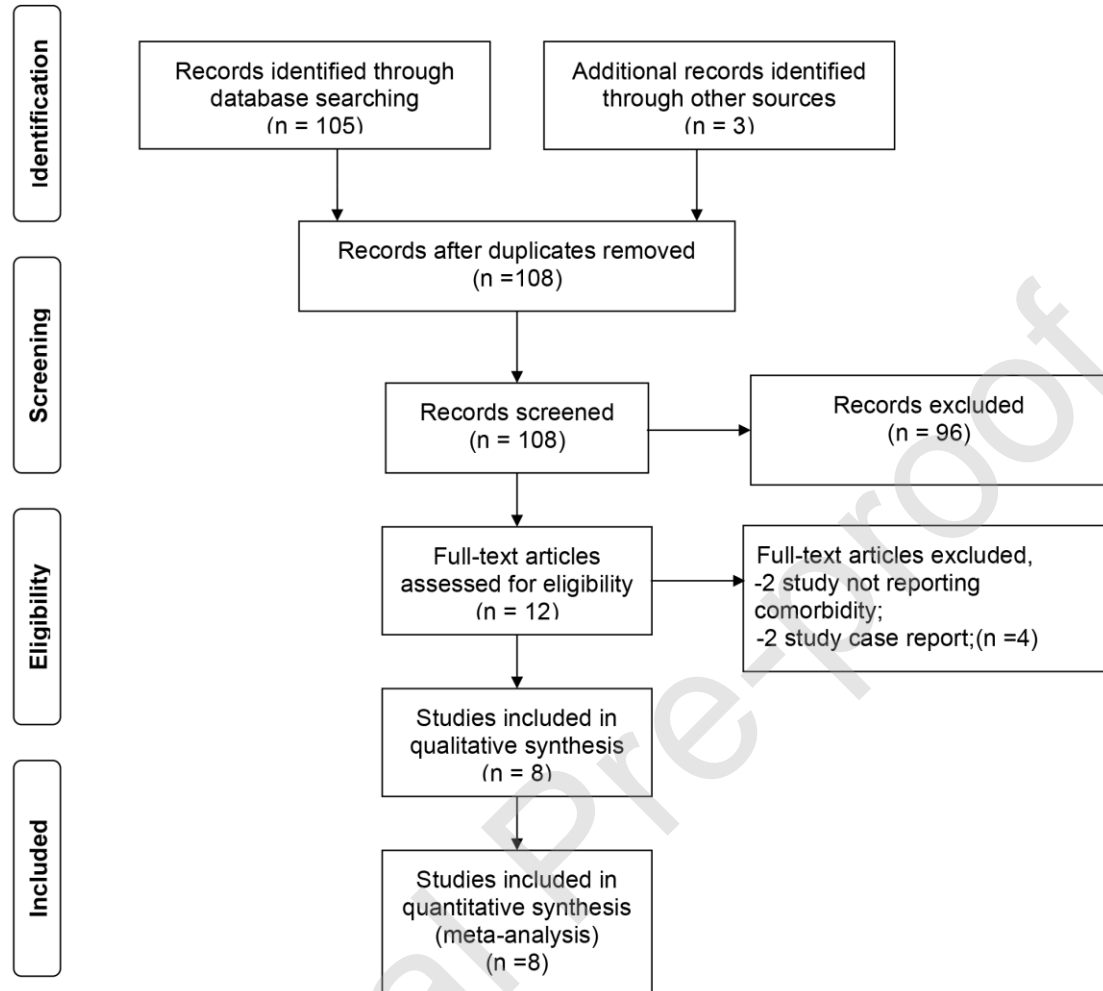 Identification
Records identified through
database searching
(n = 105)
Additional records identified
through other sources
(n = 3)
Records after duplicates removed
(n =108)
Screening
Records screened
(n = 108)
Records excluded
(n = 96)
Eligibility
Full-text articles
assessed for eligibility
(n = 12)
Full-text articles excluded,
-2 study not reporting
comorbidity;
-2 study case report;(n =4)
Studies included in
qualitative synthesis
(n = 8)
Included
Studies included in
quantitative synthesis
(meta-analysis)
(n =8)
al Pre-proof